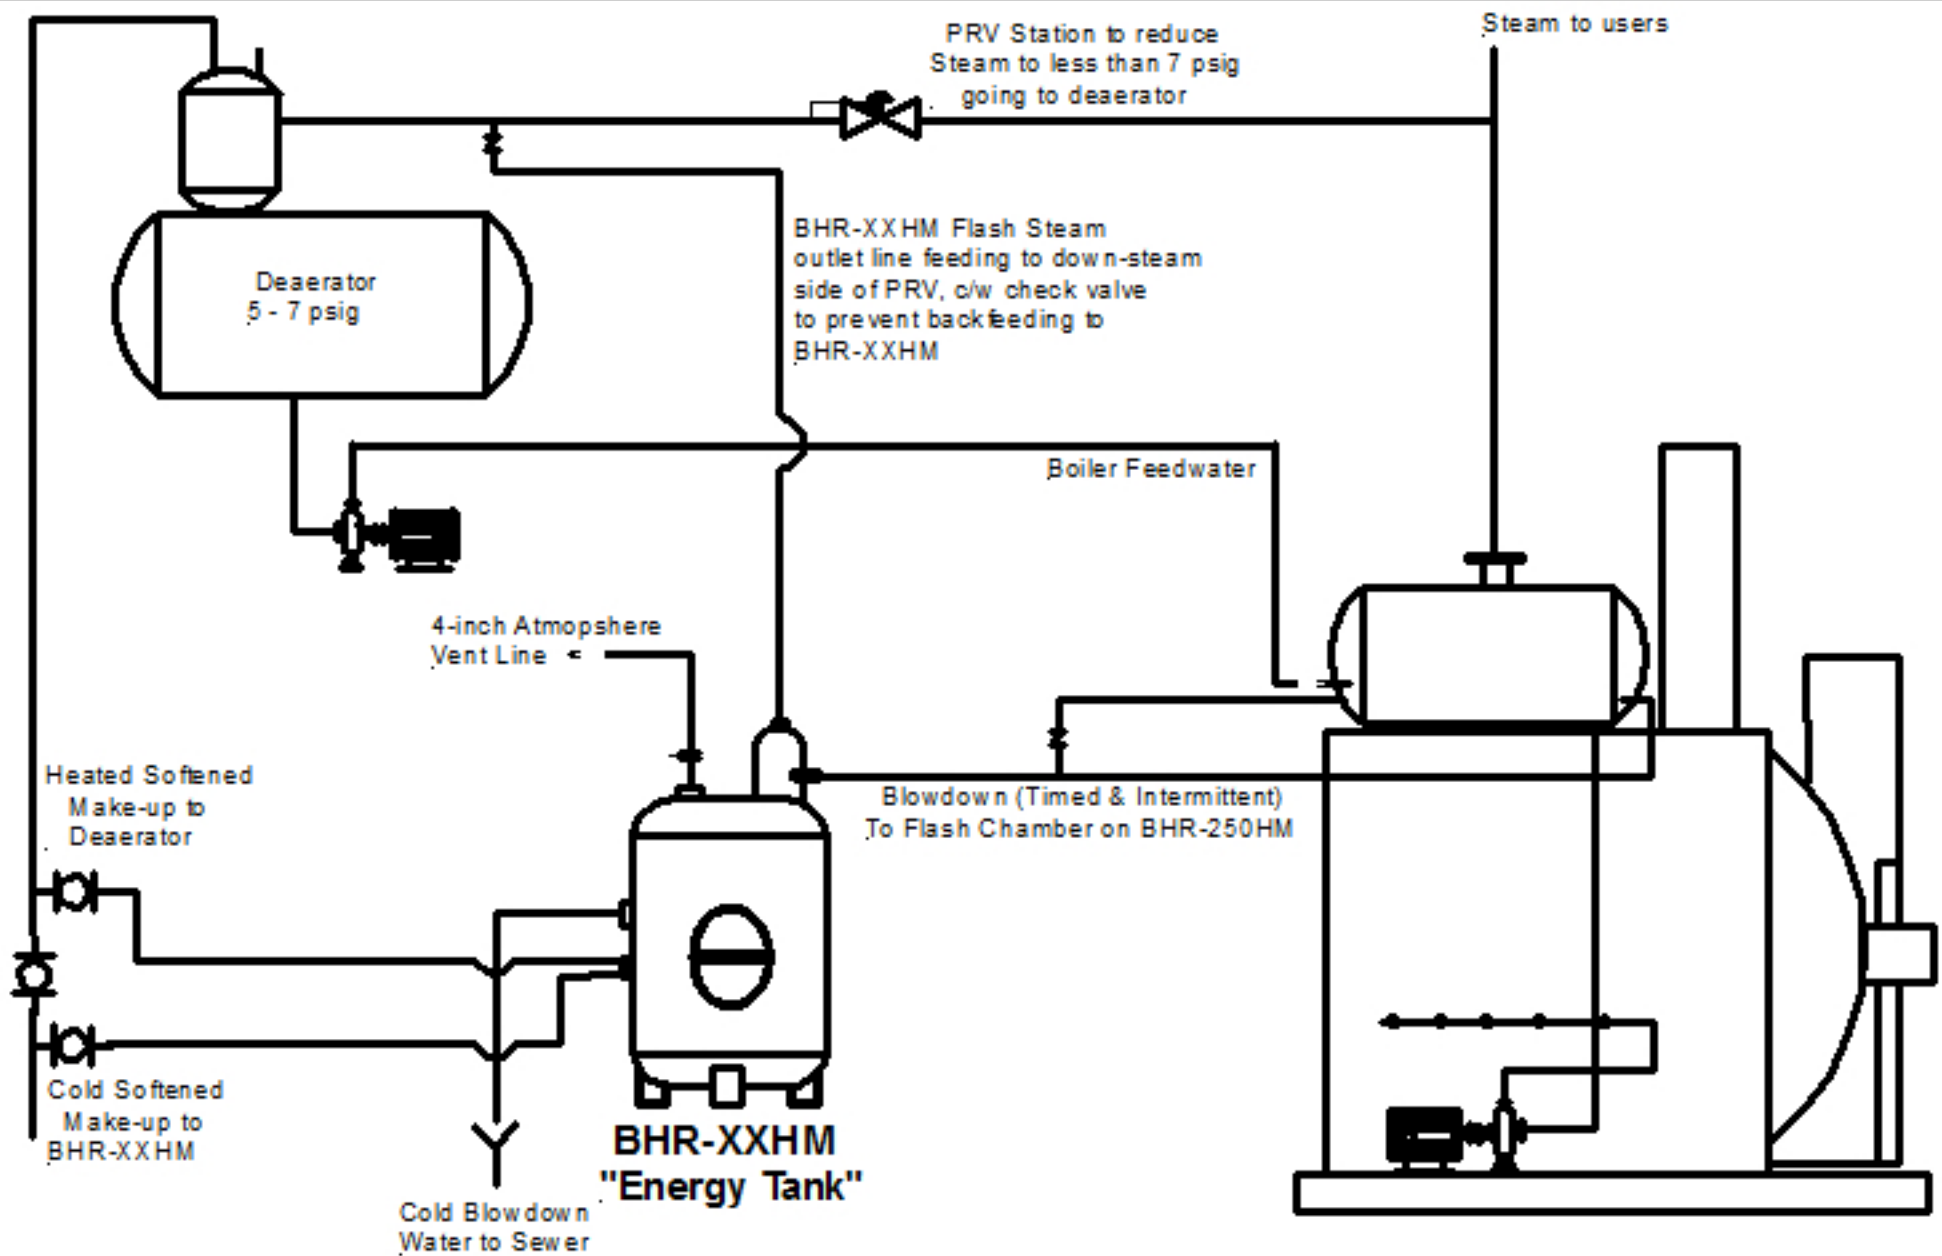 PRV Station to reduce
Steam to less than 7 psig
going to deaerator
Steam to users
BHR-XXHM Flash Steam
outlet line feeding to down-steam
side of PRV, c/w check valve
to prevent backfeeding to
BHR-XXHM
Deaerator
5 - 7 psig
Boiler Feedwater
4-inch Atmopshere
Vent Line
Heated Softened
Make-up to
Deaerator
Blowdown (Timed & Intermittent)
To Flash Chamber on BHR-250HM
Cold Softened
Make-up to
BHR-XXHM
BHR-XXHM
"Energy Tank"
Cold Blowdown
Water to Sewer